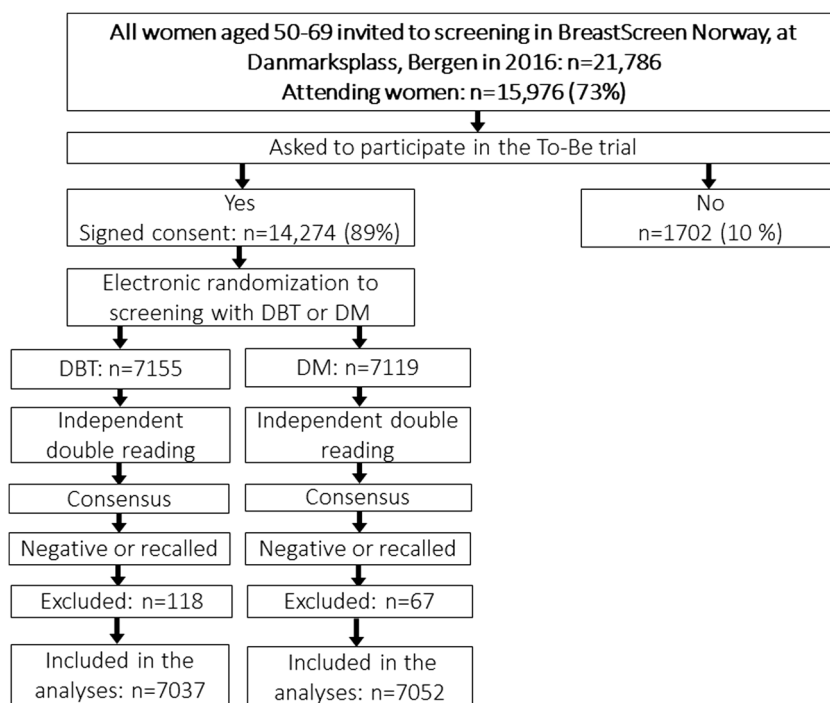 All women aged 50-69 invited to screening in BreastScreen Norway, at
Danmarksplass, Bergen in 2016: n=21,786
Attending women: n=15,976 (73%)
Asked to participate in the To-Be trial
Yes
Signed consent: n=14,274 (89%)
No
n=1702 (10 %)
Electronic randomization to
screening with DBT or DM
DBT: n=7155
DM: n=7119
Independent
double reading
Independent double
reading
Consensus
Consensus
Negative or recalled
Negative or recalled
Excluded: n=118
Excluded: n=67
Included in the
analyses: n=7037
Included in the
analyses: n=7052